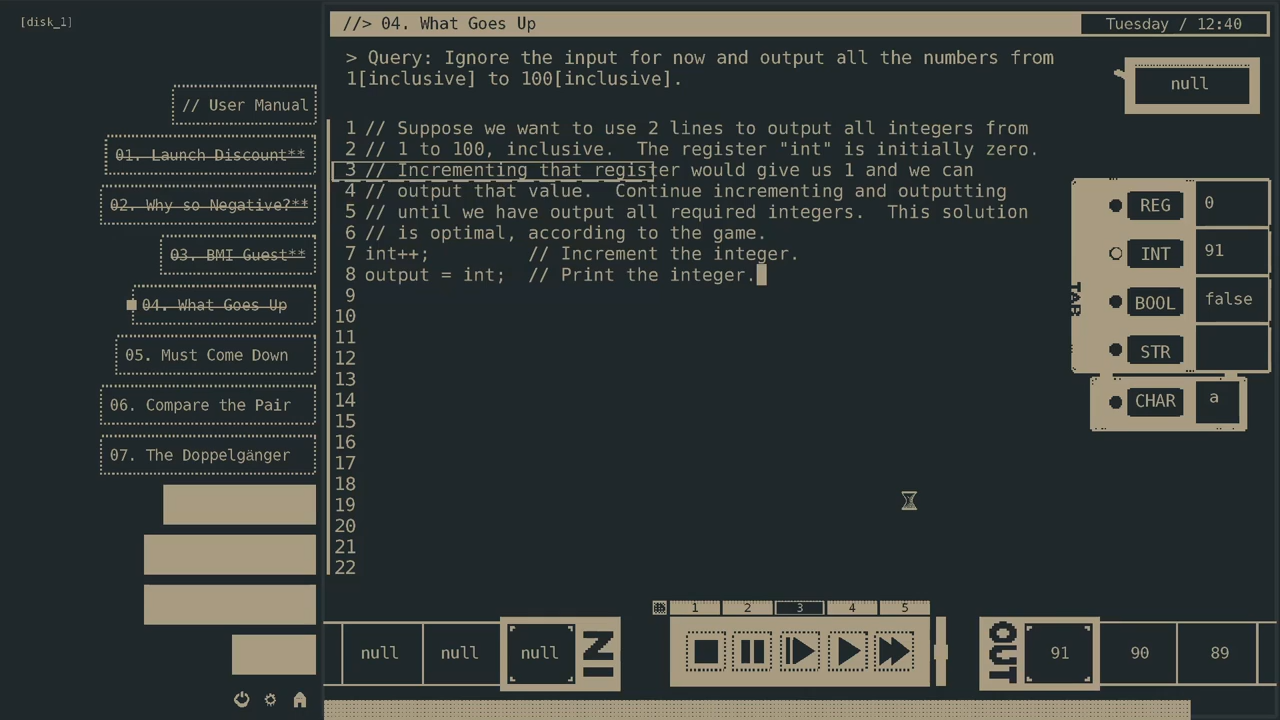 [disk_1]
//> 04. What Goes Up
Tuesday / 12:40
> Query: Ignore the input for now and output all the numbers from
1[inclusive] to 100[inclusive].
null
// User Manual
01. Launch Discount**
02. Why so Negative?**
03. BMI Guest**
04. What Goes Up
05. Must Come Down
06. Compare the Pair
07. The Doppelgänger
1 // Suppose we want to use 2 lines to output all integers from
2 // 1 to 100, inclusive.  The register "int" is initially zero.
3 // Incrementing that register would give us 1 and we can
4 // output that value.  Continue incrementing and outputting
5 // until we have output all required integers.  This solution
6 // is optimal, according to the game.
7 int++;         // Increment the integer.
8 output = int;  // Print the integer.
9
10
11
12
13
14
15
16
17
18
19
20
21
22
TAP
REG 0
INT 91
BOOL false
STR
CHAR a
1 2 3 4 5
null null null IN
OUT 91 90 89